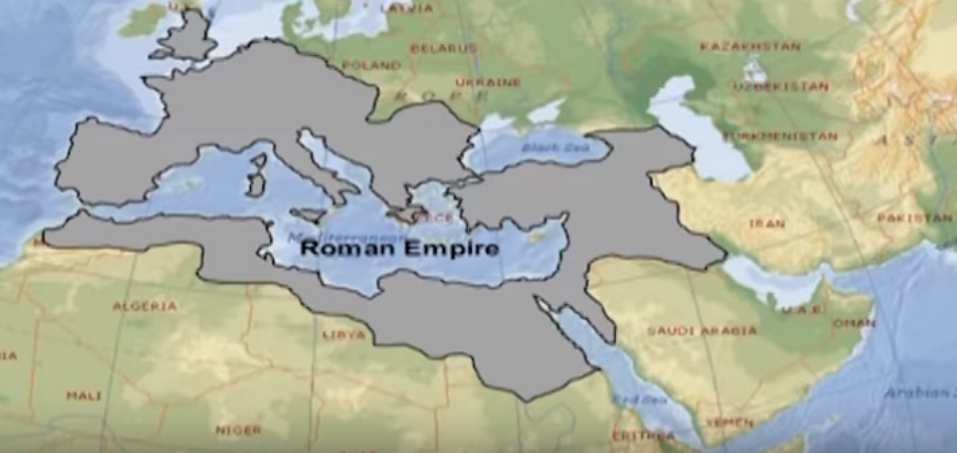 LATVIA
BELARUS
POLAND
KAZAKHSTAN
UKRAINE
UZBEKISTAN
TURKMENISTAN
Black Sea
IRAN
PAKISTAN
Mediterranean
Roman Empire
ALGERIA
LIBYA
SAUDI ARABIA
U.A.E.
OMAN
MALI
Red Sea
Arabian
NIGER
YEMEN
ERITREA